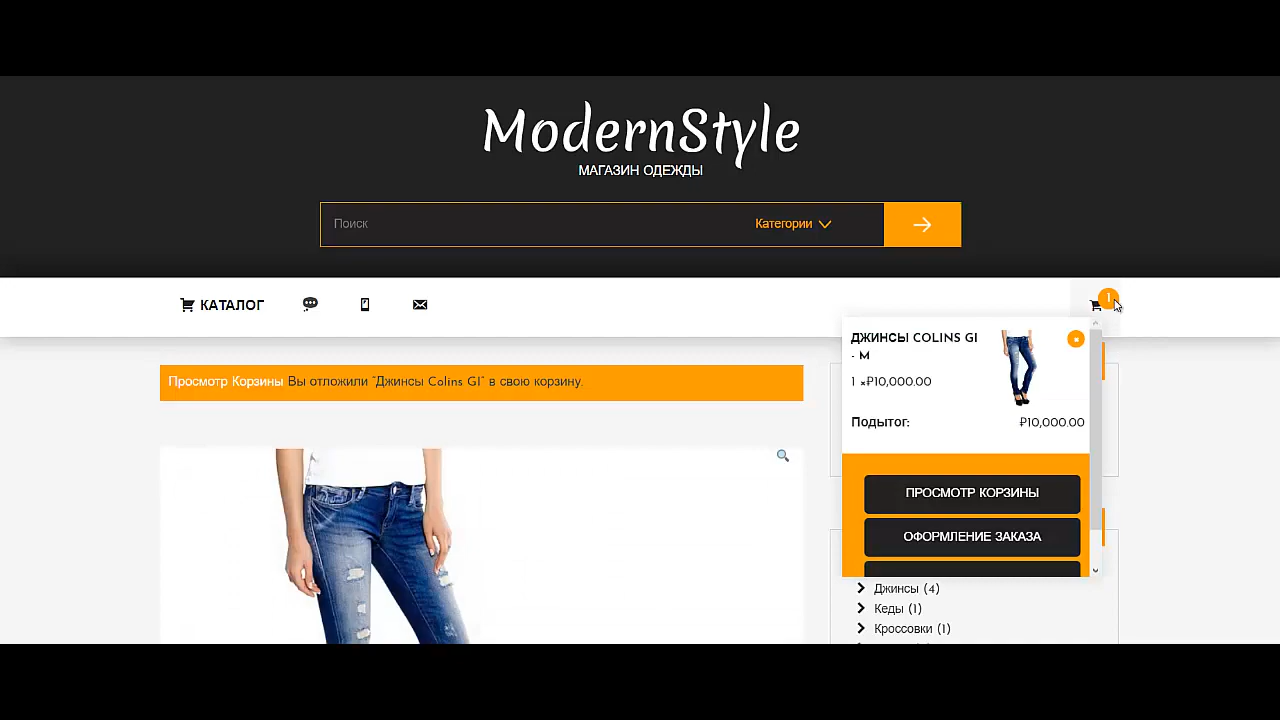 ModernStyle
МАГАЗИН ОДЕЖДЫ
Поиск
Категории
КАТАЛОГ
1
ДЖИНСЫ COLINS GI
- M
1 ×₽10,000.00
Подытог: ₽10,000.00
ПРОСМОТР КОРЗИНЫ
ОФОРМЛЕНИЕ ЗАКАЗА
Просмотр Корзины Вы отложили “Джинсы Colins GI” в свою корзину.
Джинсы (4)
Кеды (1)
Кроссовки (1)